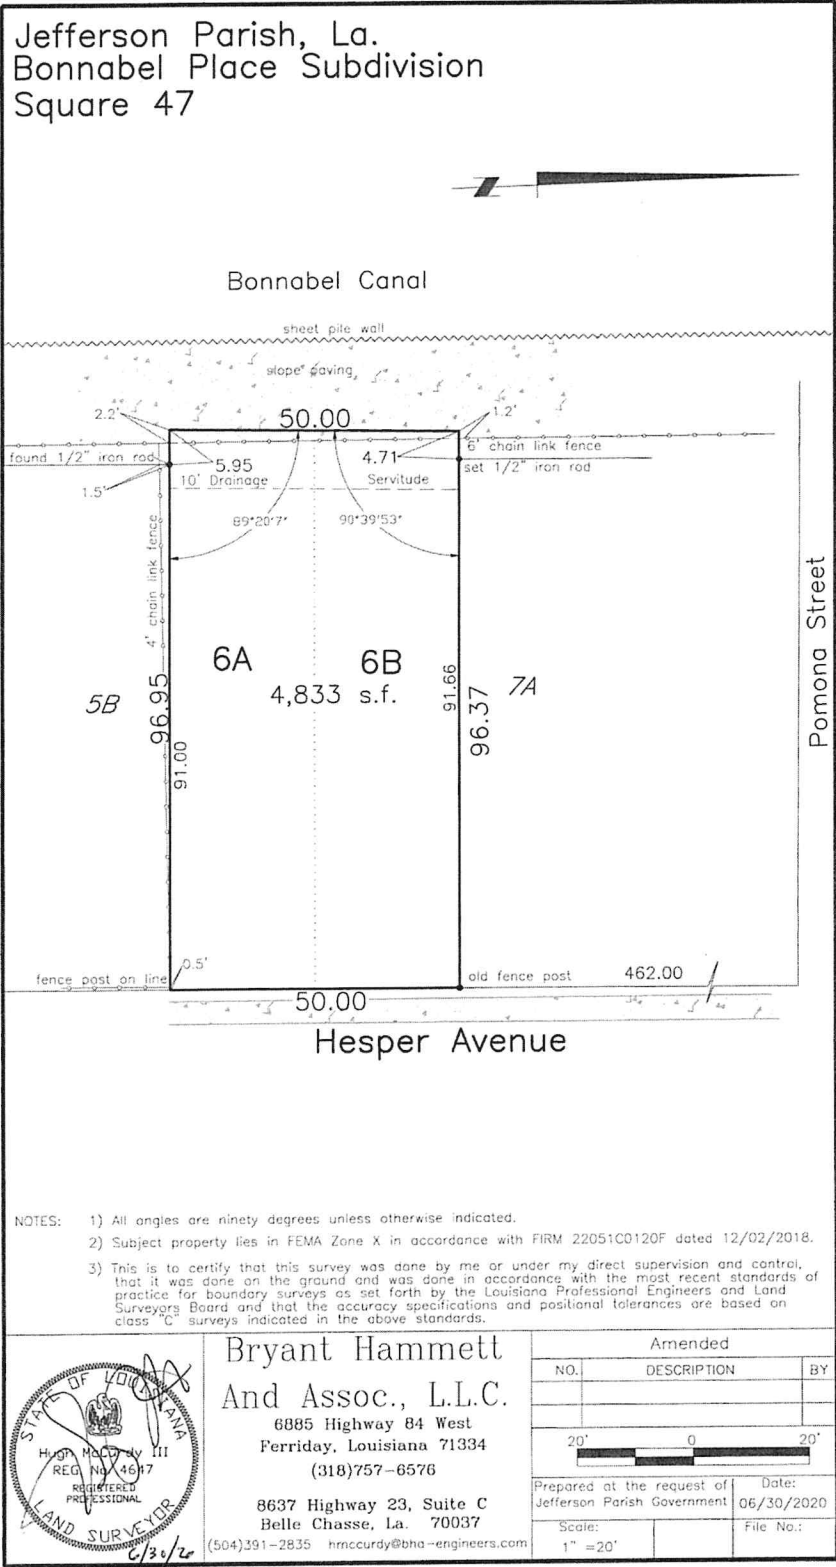 Jefferson Parish, La.
Bonnabel Place Subdivision
Square 47
Z
Bonnabel Canal
sheet pile wall
slope paving
2.2'
50.00
1.2'
6' chain link fence
found 1/2" iron rod
5.95
4.71
set 1/2" iron rod
10' Drainage
Servitude
1.5'
89°20'7"
90°39'53"
4' chain link fence
Pomona Street
6A
6B
5B
4,833 s.f.
7A
96.95
91.00
91.66
96.37
0.5'
fence post on line
old fence post
462.00
50.00
Hesper Avenue
NOTES:
1) All angles are ninety degrees unless otherwise indicated.
2) Subject property lies in FEMA Zone X in accordance with FIRM 22051C0120F dated 12/02/2018.
3) This is to certify that this survey was done by me or under my direct supervision and control,
that it was done on the ground and was done in accordance with the most recent standards of
practice for boundary surveys as set forth by the Louisiana Professional Engineers and Land
Surveyors Board and that the accuracy specifications and positional tolerances are based on
class "C" surveys indicated in the above standards.
STATE OF LOUISIANA
Hugh McCurdy III
REG. No. 4647
REGISTERED
PROFESSIONAL
LAND SURVEYOR
6/30/20
Bryant Hammett
And Assoc., L.L.C.
6885 Highway 84 West
Ferriday, Louisiana 71334
(318)757-6576
8637 Highway 23, Suite C
Belle Chasse, La. 70037
(504)391-2835 hmccurdy@bha-engineers.com
Amended
NO. DESCRIPTION BY
20' 0 20'
Prepared at the request of
Jefferson Parish Government
Date:
06/30/2020
Scale:
1" =20'
File No.: